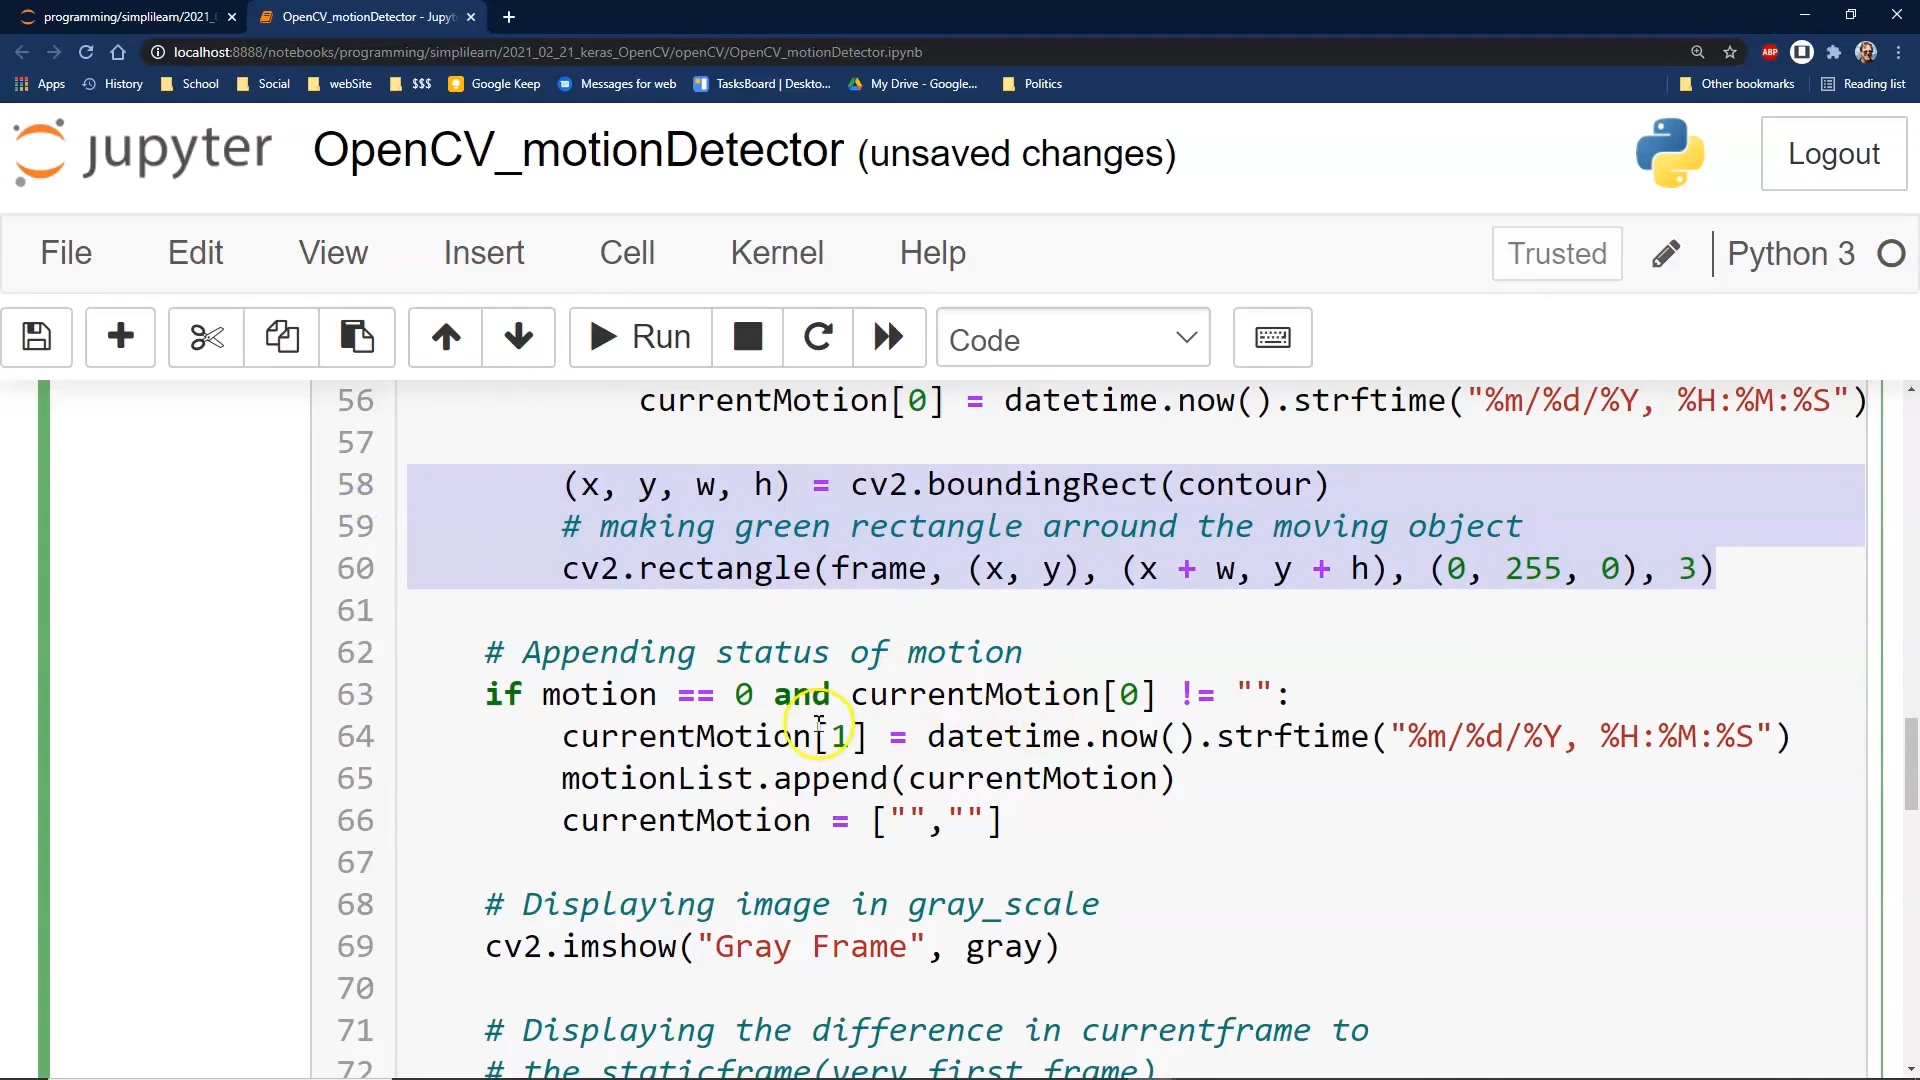 programming/simplilearn/2021_
OpenCV_motionDetector - Jupyt
localhost:8888/notebooks/programming/simplilearn/2021_02_21_keras_OpenCV/openCV/OpenCV_motionDetector.ipynb
ABP
Apps History School Social webSite $$$ Google Keep Messages for web TasksBoard | Deskto... My Drive - Google... Politics Other bookmarks Reading list
jupyter OpenCV_motionDetector (unsaved changes) Logout
File Edit View Insert Cell Kernel Help Trusted Python 3
Run Code
56 currentMotion[0] = datetime.now().strftime("%m/%d/%Y, %H:%M:%S")
57
58 (x, y, w, h) = cv2.boundingRect(contour)
59 # making green rectangle arround the moving object
60 cv2.rectangle(frame, (x, y), (x + w, y + h), (0, 255, 0), 3)
61
62 # Appending status of motion
63 if motion == 0 and currentMotion[0] != "":
64 currentMotion[1] = datetime.now().strftime("%m/%d/%Y, %H:%M:%S")
65 motionList.append(currentMotion)
66 currentMotion = ["",""]
67
68 # Displaying image in gray_scale
69 cv2.imshow("Gray Frame", gray)
70
71 # Displaying the difference in currentframe to
72 # the staticframe(very first_frame)